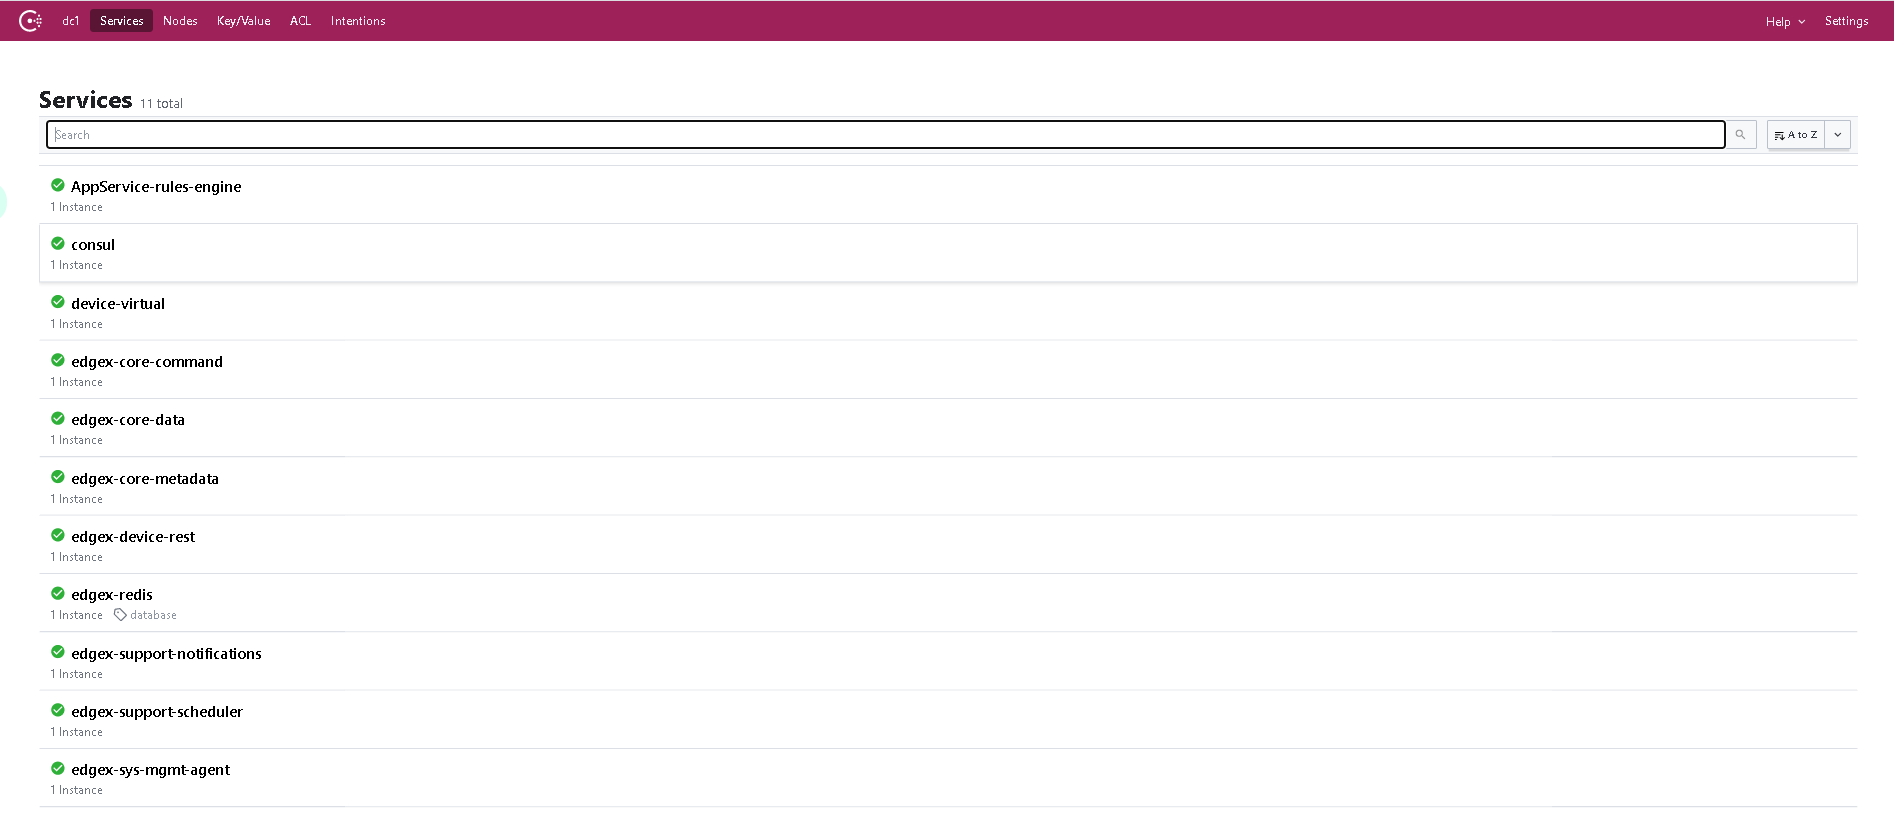 dc1 Services Nodes Key/Value ACL Intentions Help Settings
Services 11 total
Search A to Z
AppService-rules-engine
1 Instance
consul
1 Instance
device-virtual
1 Instance
edgex-core-command
1 Instance
edgex-core-data
1 Instance
edgex-core-metadata
1 Instance
edgex-device-rest
1 Instance
edgex-redis
1 Instance database
edgex-support-notifications
1 Instance
edgex-support-scheduler
1 Instance
edgex-sys-mgmt-agent
1 Instance